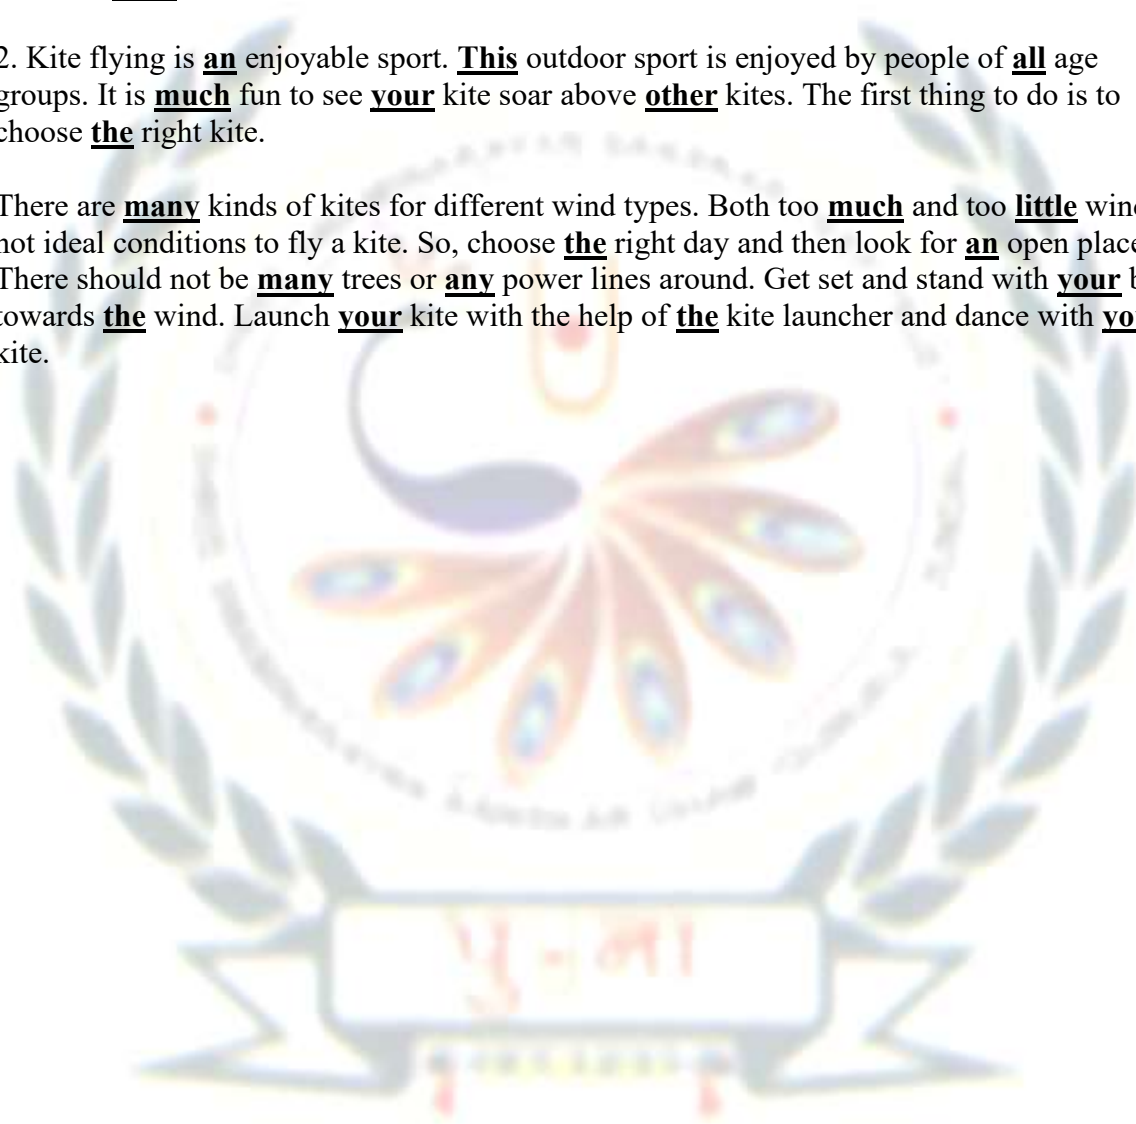 2. Kite flying is an enjoyable sport. This outdoor sport is enjoyed by people of all age
groups. It is much fun to see your kite soar above other kites. The first thing to do is to
choose the right kite.
There are many kinds of kites for different wind types. Both too much and too little
not ideal conditions to fly a kite. So, choose the right day and then look for an open place
There should not be many trees or any power lines around. Get set and stand with your
towards the wind. Launch your kite with the help of the kite launcher and dance with
kite.
પુ - ના